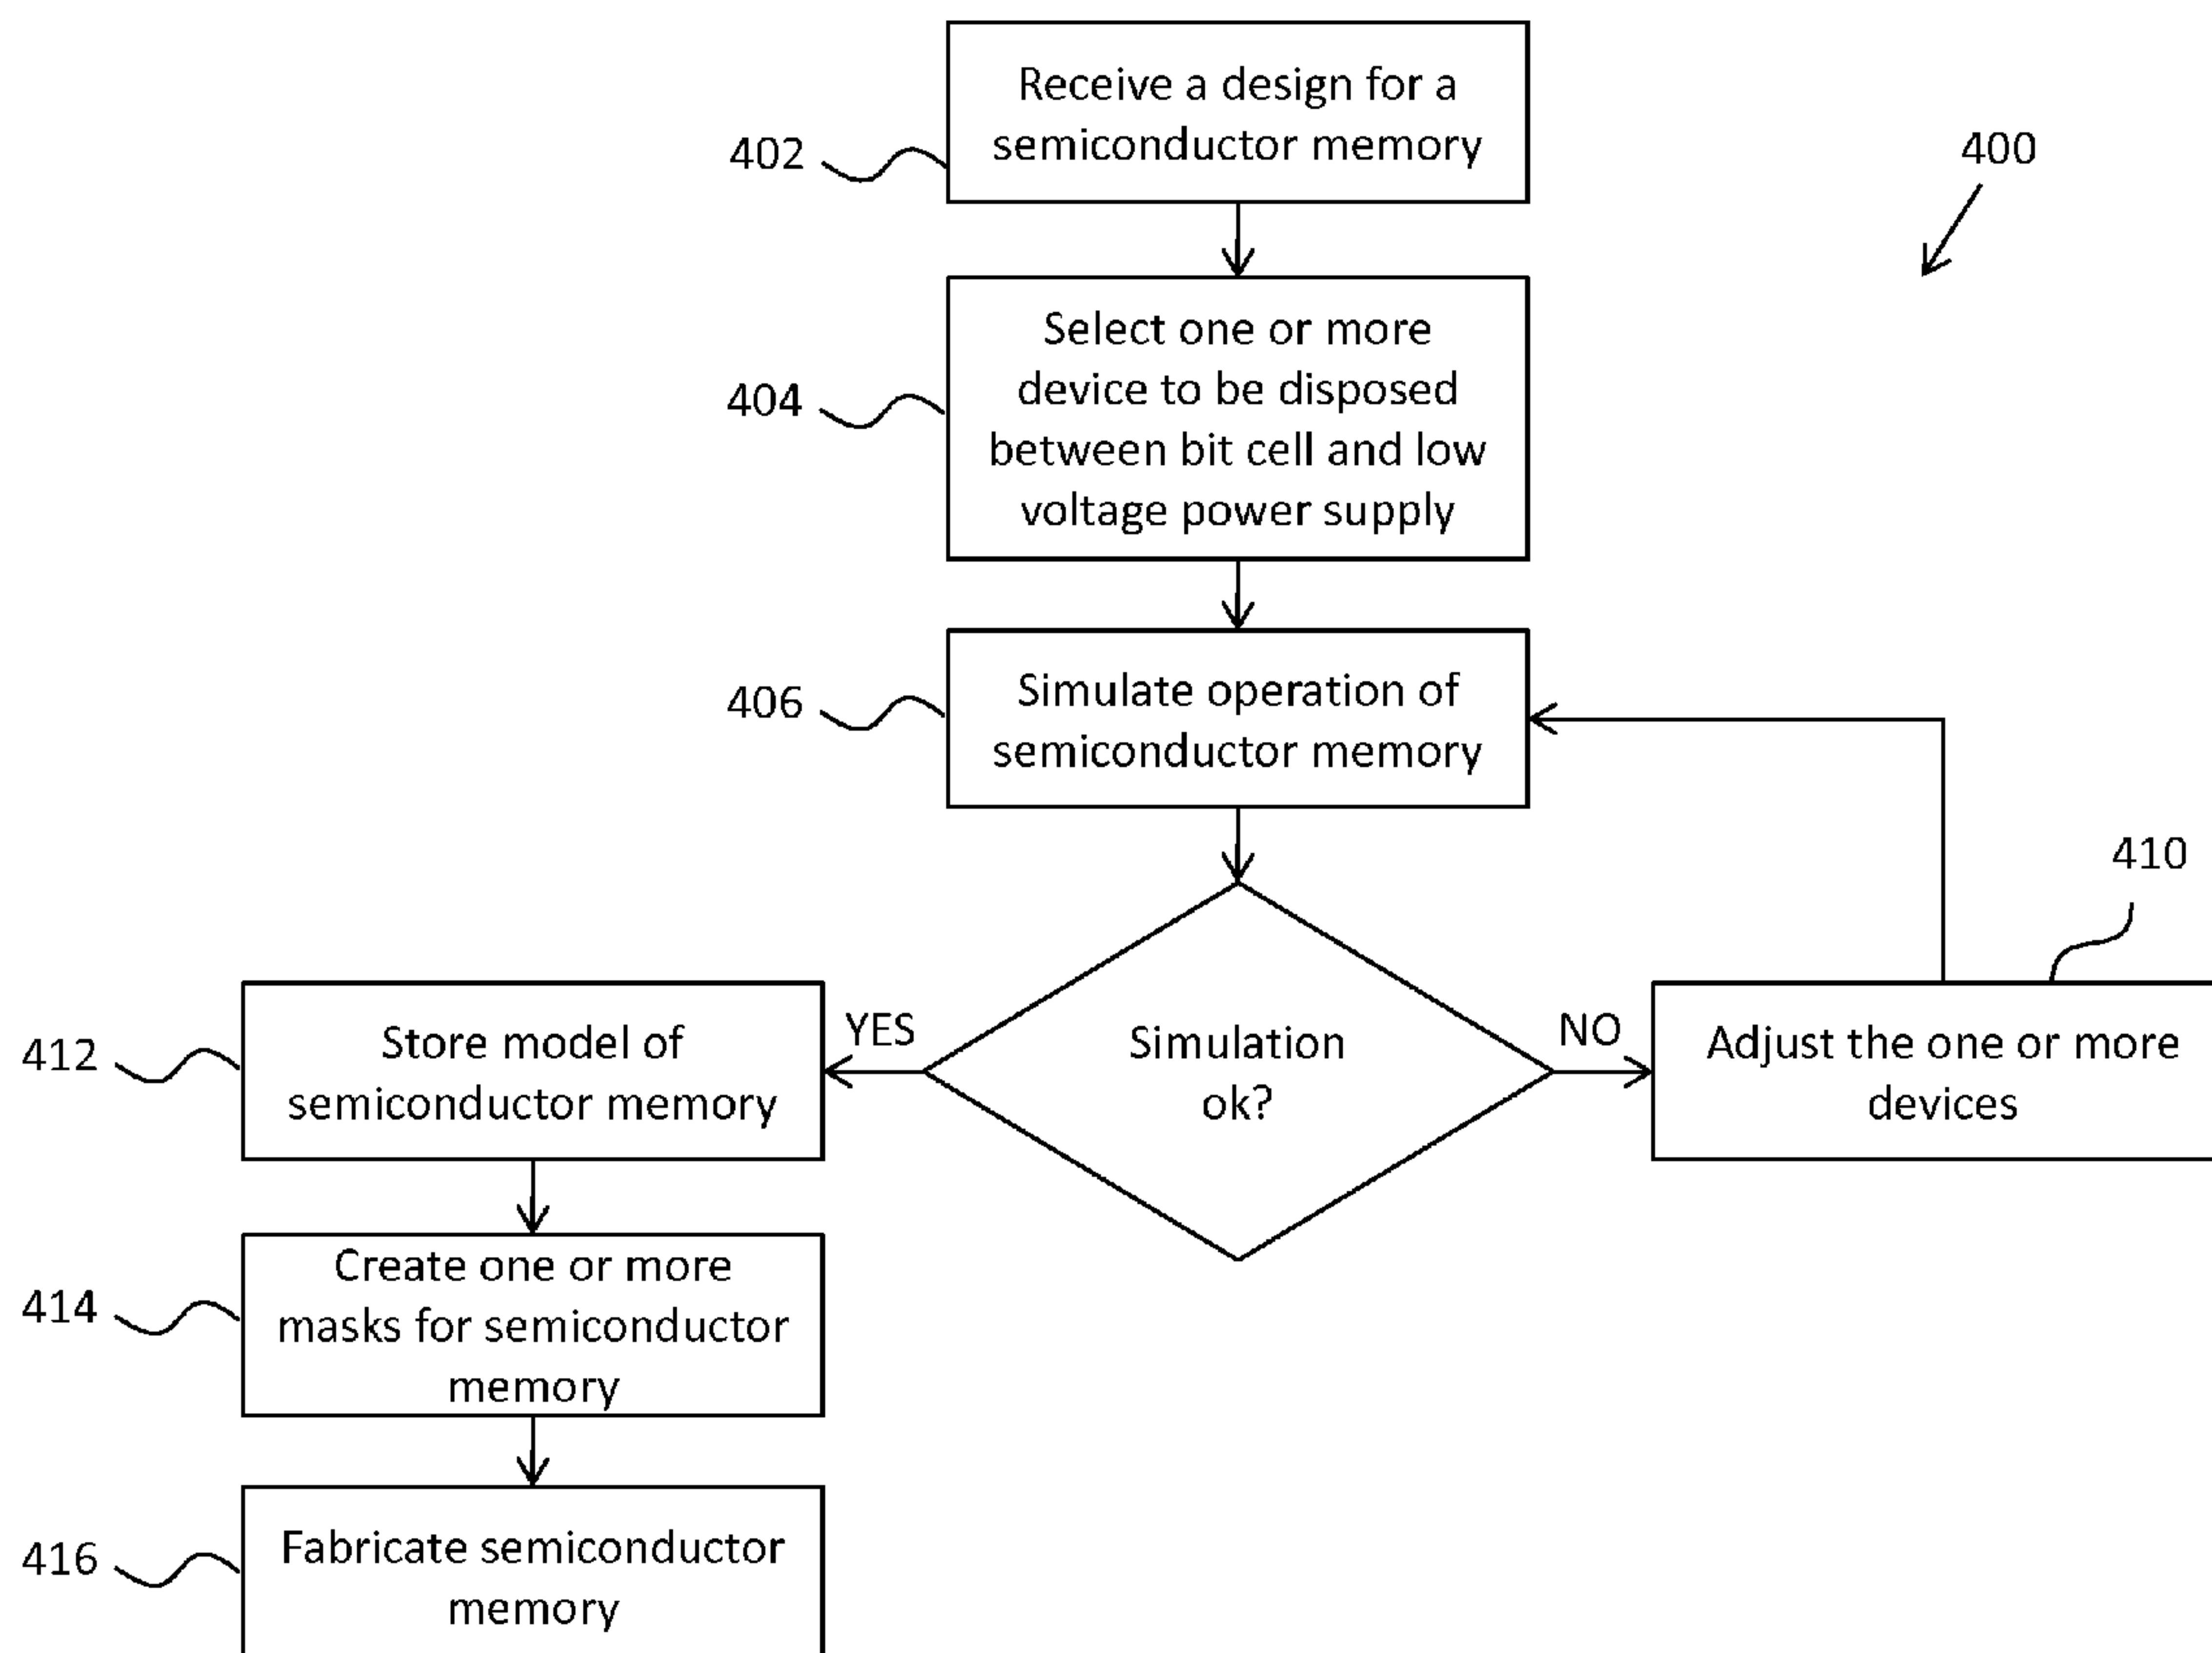 Receive a design for a
semiconductor memory
402
400
Select one or more
device to be disposed
between bit cell and low
voltage power supply
404
Simulate operation of
semiconductor memory
406
410
Simulation
ok?
YES
NO
Adjust the one or more
devices
412
Store model of
semiconductor memory
414
Create one or more
masks for semiconductor
memory
416
Fabricate semiconductor
memory